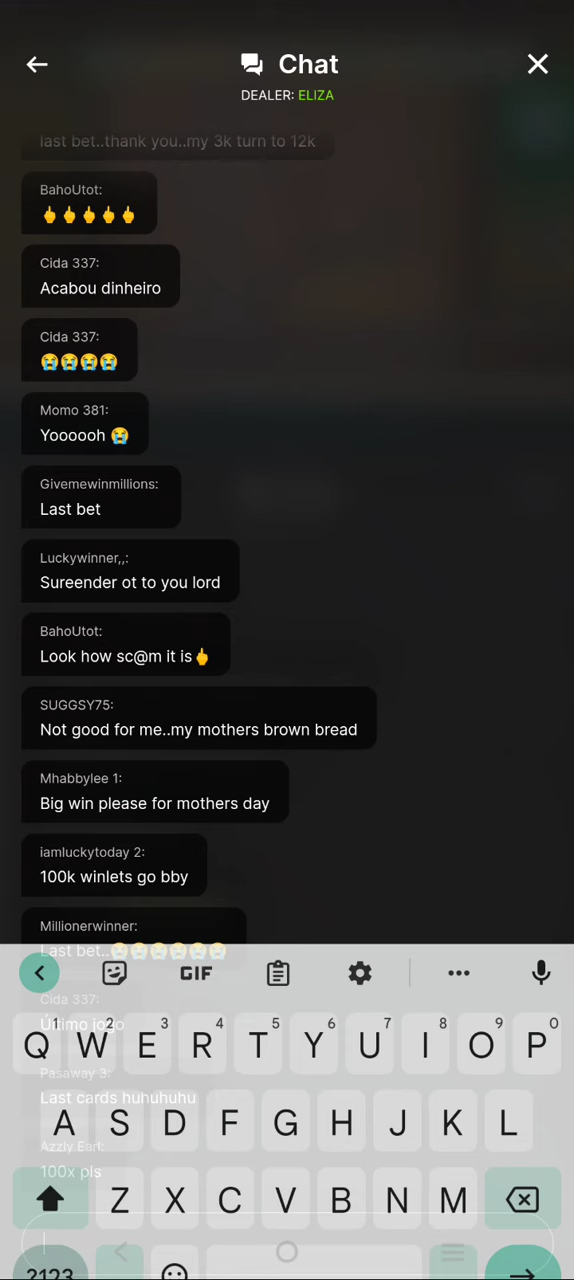 Chat
DEALER: ELIZA
last bet..thank you..my 3k turn to 12k
BahoUtot:
🖕🖕🖕🖕🖕
Cida 337:
Acabou dinheiro
Cida 337:
😭😭😭😭
Momo 381:
Yoooooh 😭
Givemewinmillions:
Last bet
Luckywinner,,:
Sureender ot to you lord
BahoUtot:
Look how sc@m it is🖕
SUGGSY75:
Not good for me..my mothers brown bread
Mhabbylee 1:
Big win please for mothers day
iamluckytoday 2:
100k winlets go bby
Millionerwinner:
Last bet..😭😭😭😭😭😭
GIF
Cida 337:
Último jogo
1 2 3 4 5 6 7 8 9 0
Q W E R T Y U I O P
Pasaway 3:
Last cards huhuhuhu
A S D F G H J K L
Azzly Earl:
100x pls
Z X C V B N M
?123